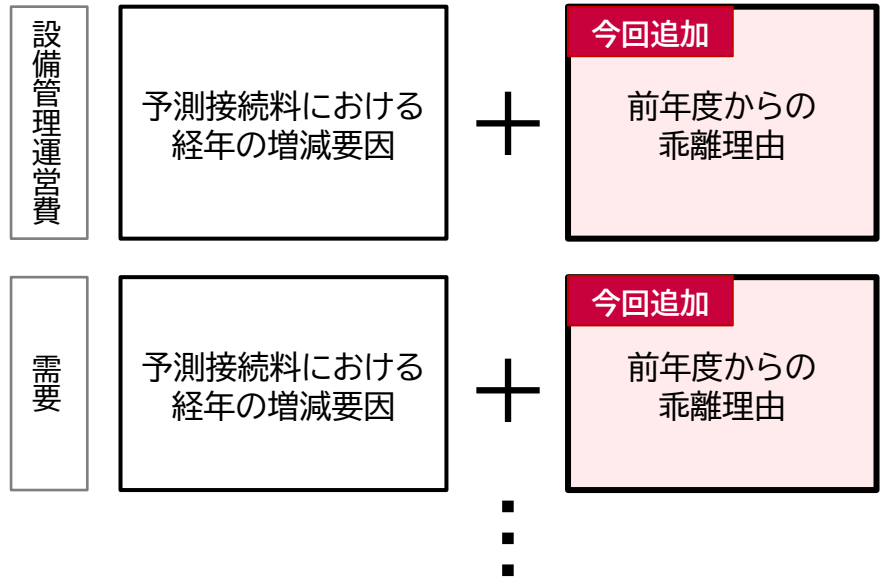 設備管理運営費
予測接続料における
経年の増減要因
+
今回追加
前年度からの
乖離理由
需要
予測接続料における
経年の増減要因
+
今回追加
前年度からの
乖離理由